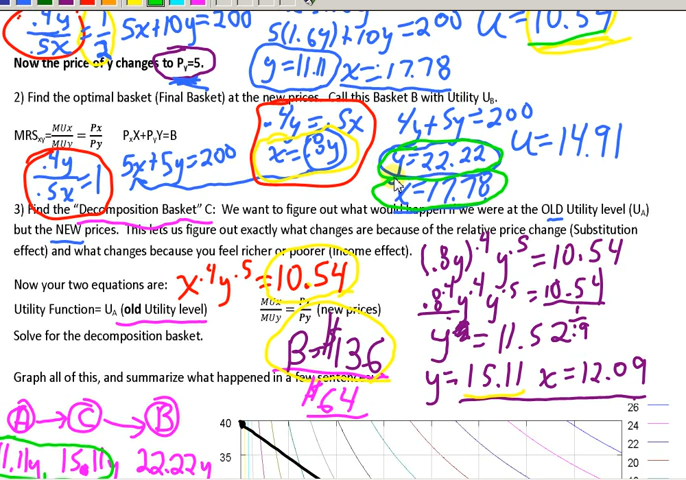 .4y/.5x = 1/2 5x+10y=200
5(1.6y)+10y=200
u=10.54
Now the price of y changes to Py=5.
y=11.11 x=17.78
2) Find the optimal basket (Final Basket) at the new prices. Call this Basket B with Utility UB.
MRSxy=MUx/MUy=Px/Py PxX+PyY=B
.4y/.5x=1 5x+5y=200
.4y=.5x
x=.8y
4y+5y=200
y=22.22
x=17.78
u=14.91
3) Find the "Decomposition Basket" C: We want to figure out what would happen if we were at the OLD Utility level (UA)
but the NEW prices. This lets us figure out exactly what changes are because of the relative price change (Substitution
effect) and what changes because you feel richer or poorer (Income effect).
Now your two equations are: x.4y.5=10.54
Utility Function= UA (old Utility level) MUx/MUy=Px/Py (new prices)
Solve for the decomposition basket.
(.8y).4 y.5=10.54
.8.4 y.4 y.5=10.54
y=11.52 1/.9
y=15.11 x=12.09
B=$136
$64
Graph all of this, and summarize what happened in a few sentences.
A → C → B
11.11y 15.11y 22.22y
40
35
26
24
22
20